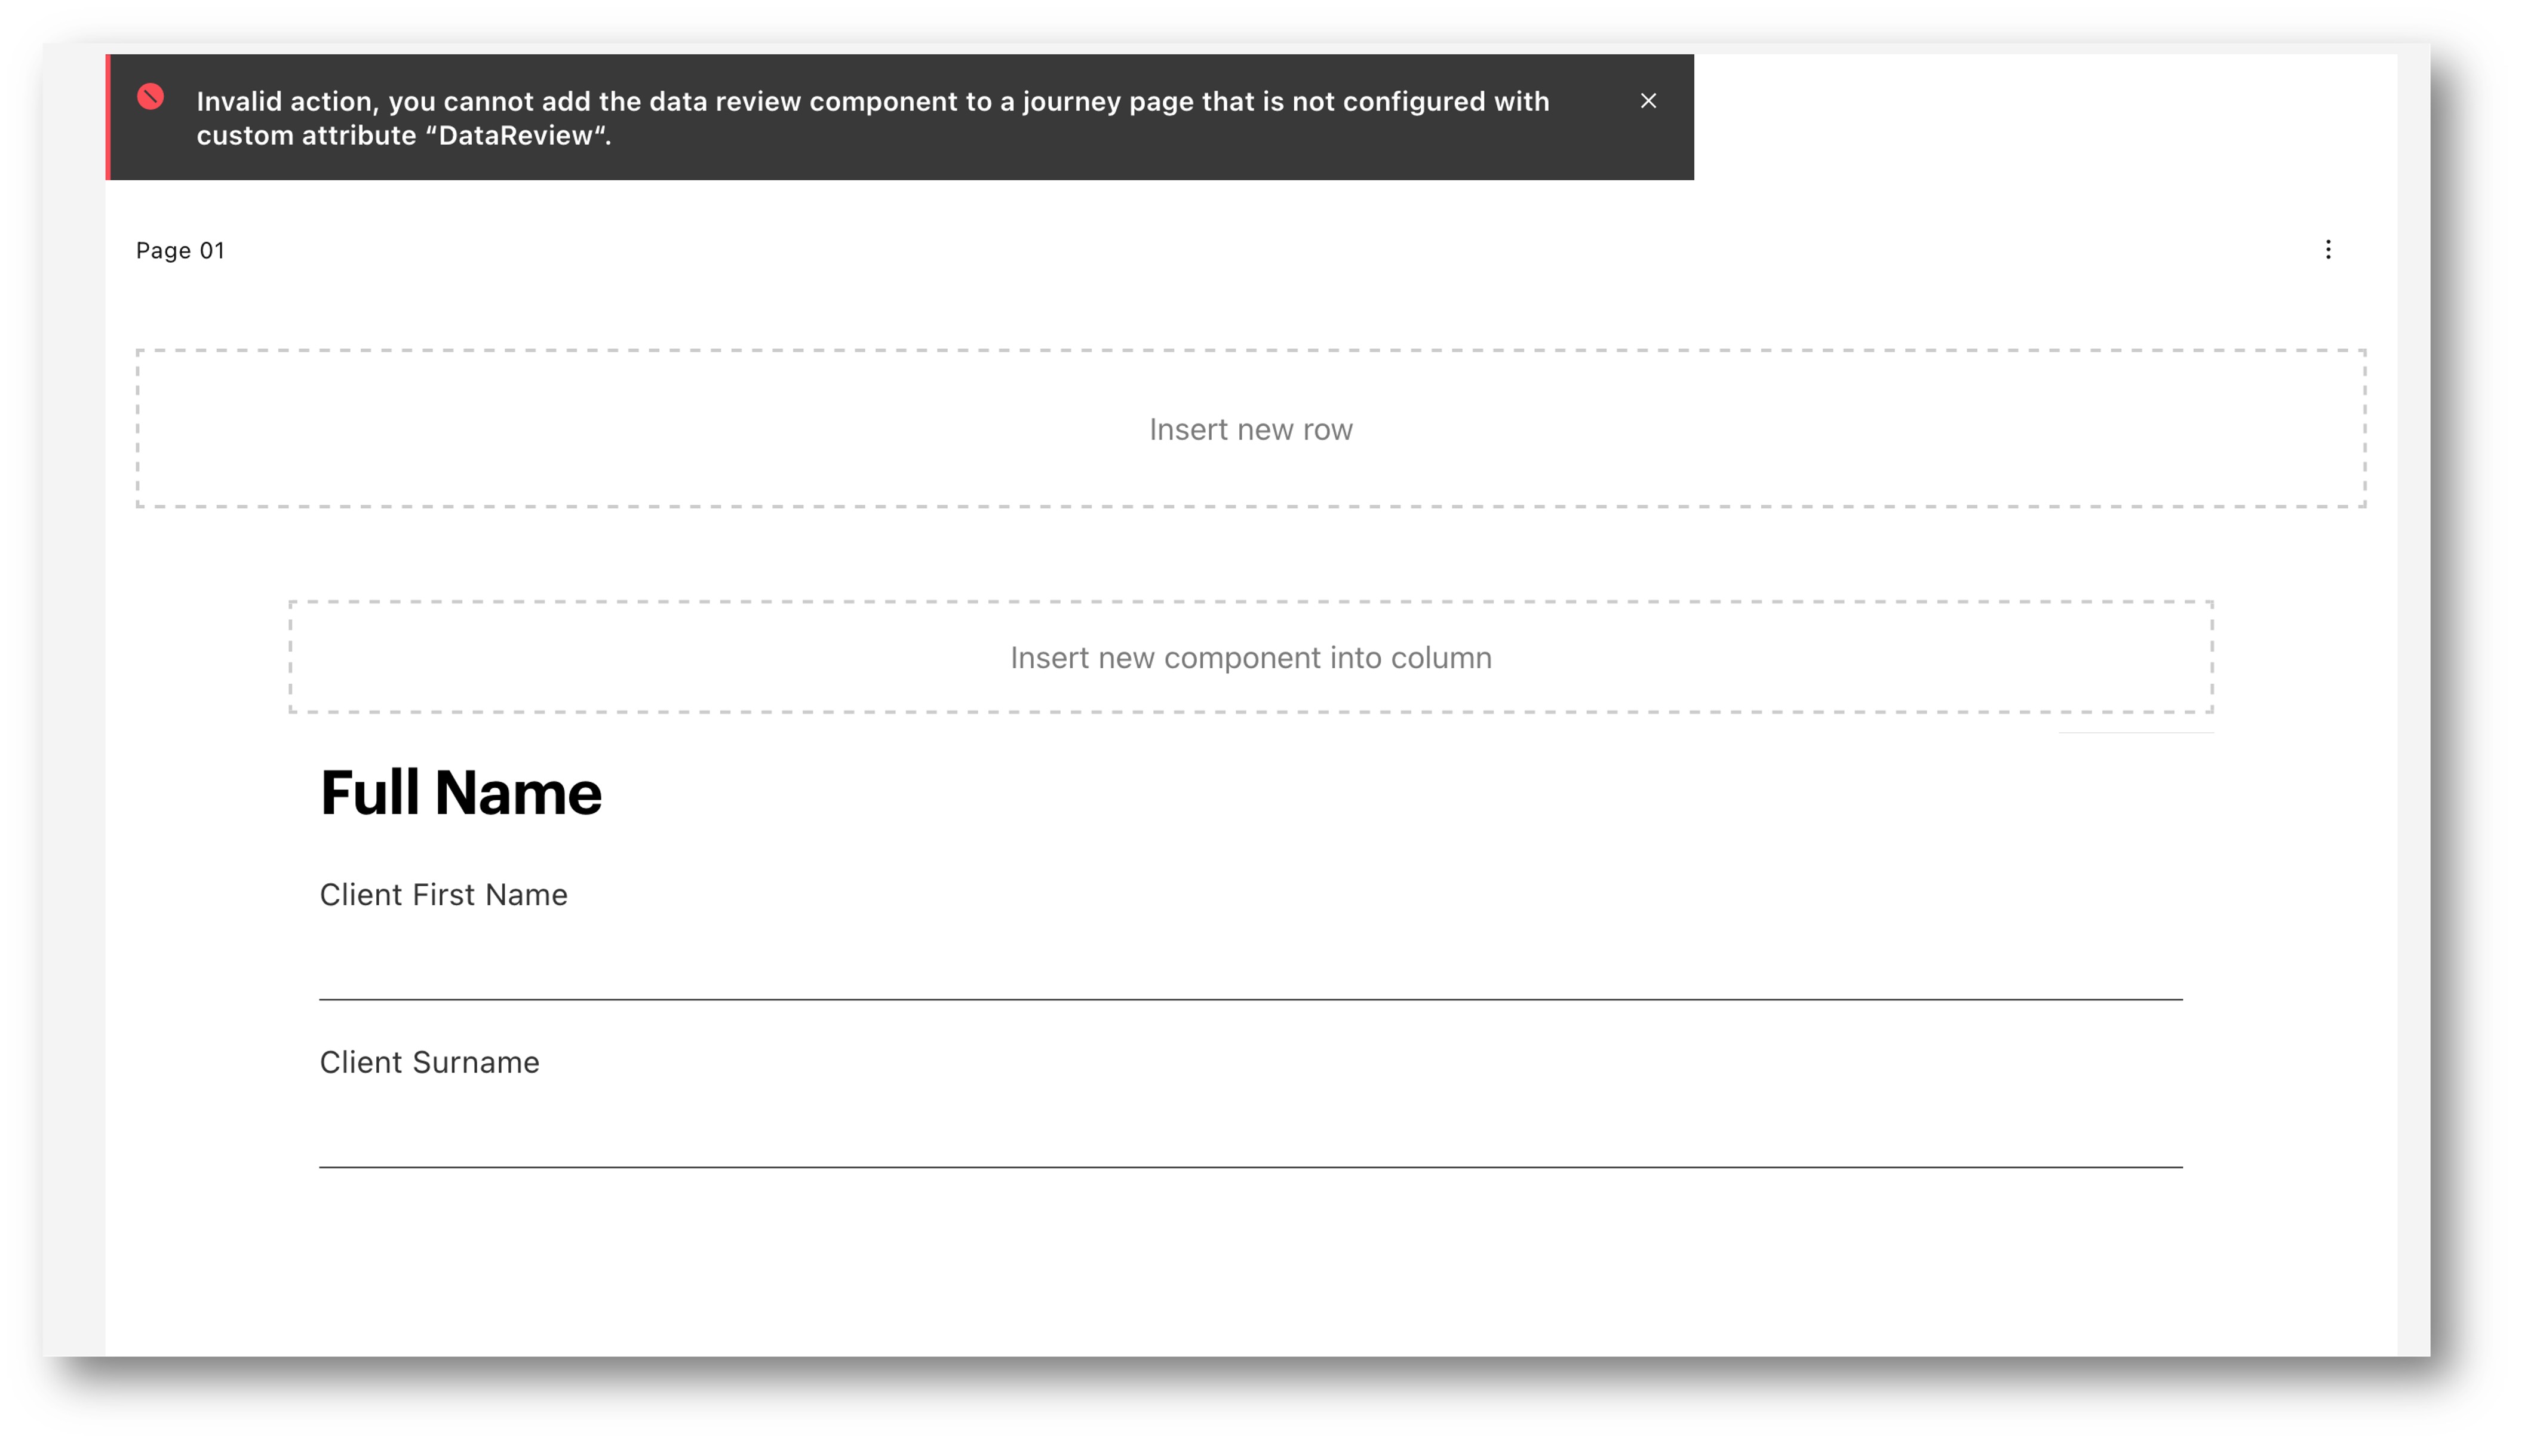 Invalid action, you cannot add the data review component to a journey page that is not configured with
custom attribute “DataReview“.
Page 01
Insert new row
Insert new component into column
Full Name
Client First Name
Client Surname